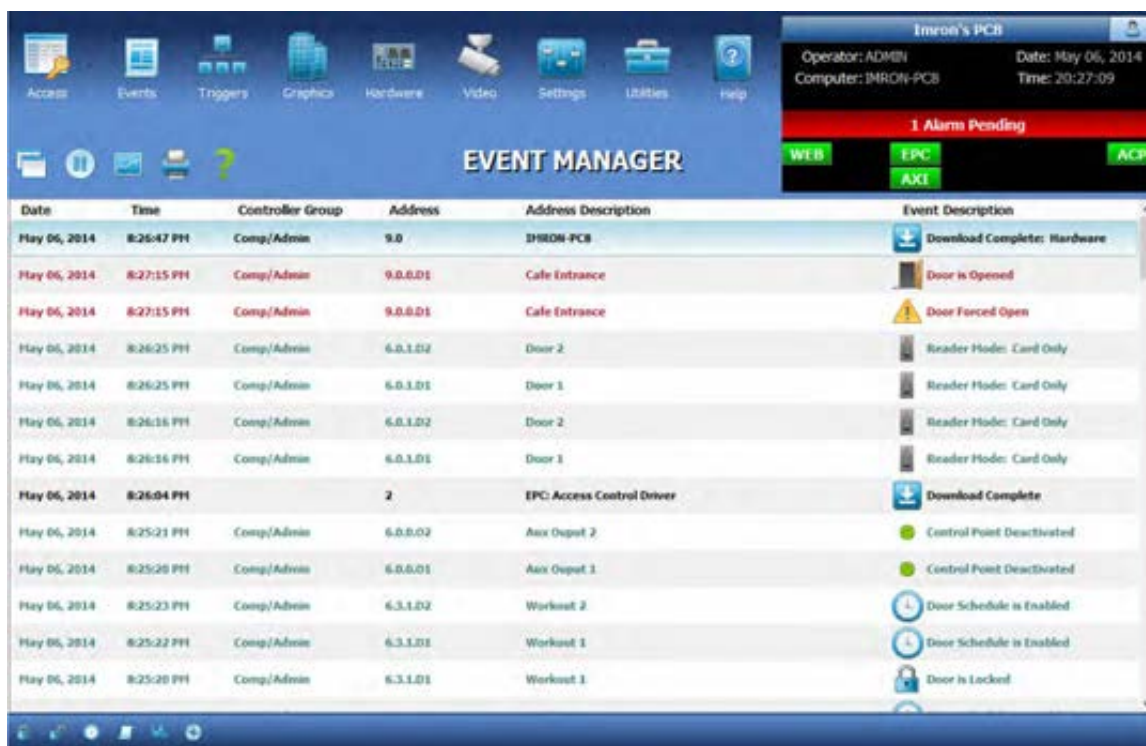 Imron's PCB
Operator: ADMIN Date: May 06, 2014
Computer: IMRON-PCB Time: 20:27:09
Access Events Triggers Graphics Hardware Video Settings Utilities Help
1 Alarm Pending
WEB EPC ACP
AXI
EVENT MANAGER
Date Time Controller Group Address Address Description Event Description
May 06, 2014 8:26:47 PM Comp/Admin 9.0 IMRON-PCB Download Complete: Hardware
May 06, 2014 8:27:15 PM Comp/Admin 9.0.0.D1 Cafe Entrance Door is Opened
May 06, 2014 8:27:15 PM Comp/Admin 9.0.0.D1 Cafe Entrance Door Forced Open
May 06, 2014 8:26:25 PM Comp/Admin 6.0.1.D2 Door 2 Reader Mode: Card Only
May 06, 2014 8:26:25 PM Comp/Admin 6.0.1.D1 Door 1 Reader Mode: Card Only
May 06, 2014 8:26:16 PM Comp/Admin 6.0.1.D2 Door 2 Reader Mode: Card Only
May 06, 2014 8:26:16 PM Comp/Admin 6.0.1.D1 Door 1 Reader Mode: Card Only
May 06, 2014 8:26:04 PM 2 EPC: Access Control Driver Download Complete
May 06, 2014 8:25:21 PM Comp/Admin 6.0.0.O2 Aux Ouput 2 Control Point Deactivated
May 06, 2014 8:25:20 PM Comp/Admin 6.0.0.O1 Aux Ouput 1 Control Point Deactivated
May 06, 2014 8:25:23 PM Comp/Admin 6.3.1.D2 Workout 2 Door Schedule is Enabled
May 06, 2014 8:25:22 PM Comp/Admin 6.3.1.D1 Workout 1 Door Schedule is Enabled
May 06, 2014 8:25:20 PM Comp/Admin 6.3.1.D1 Workout 1 Door is Locked